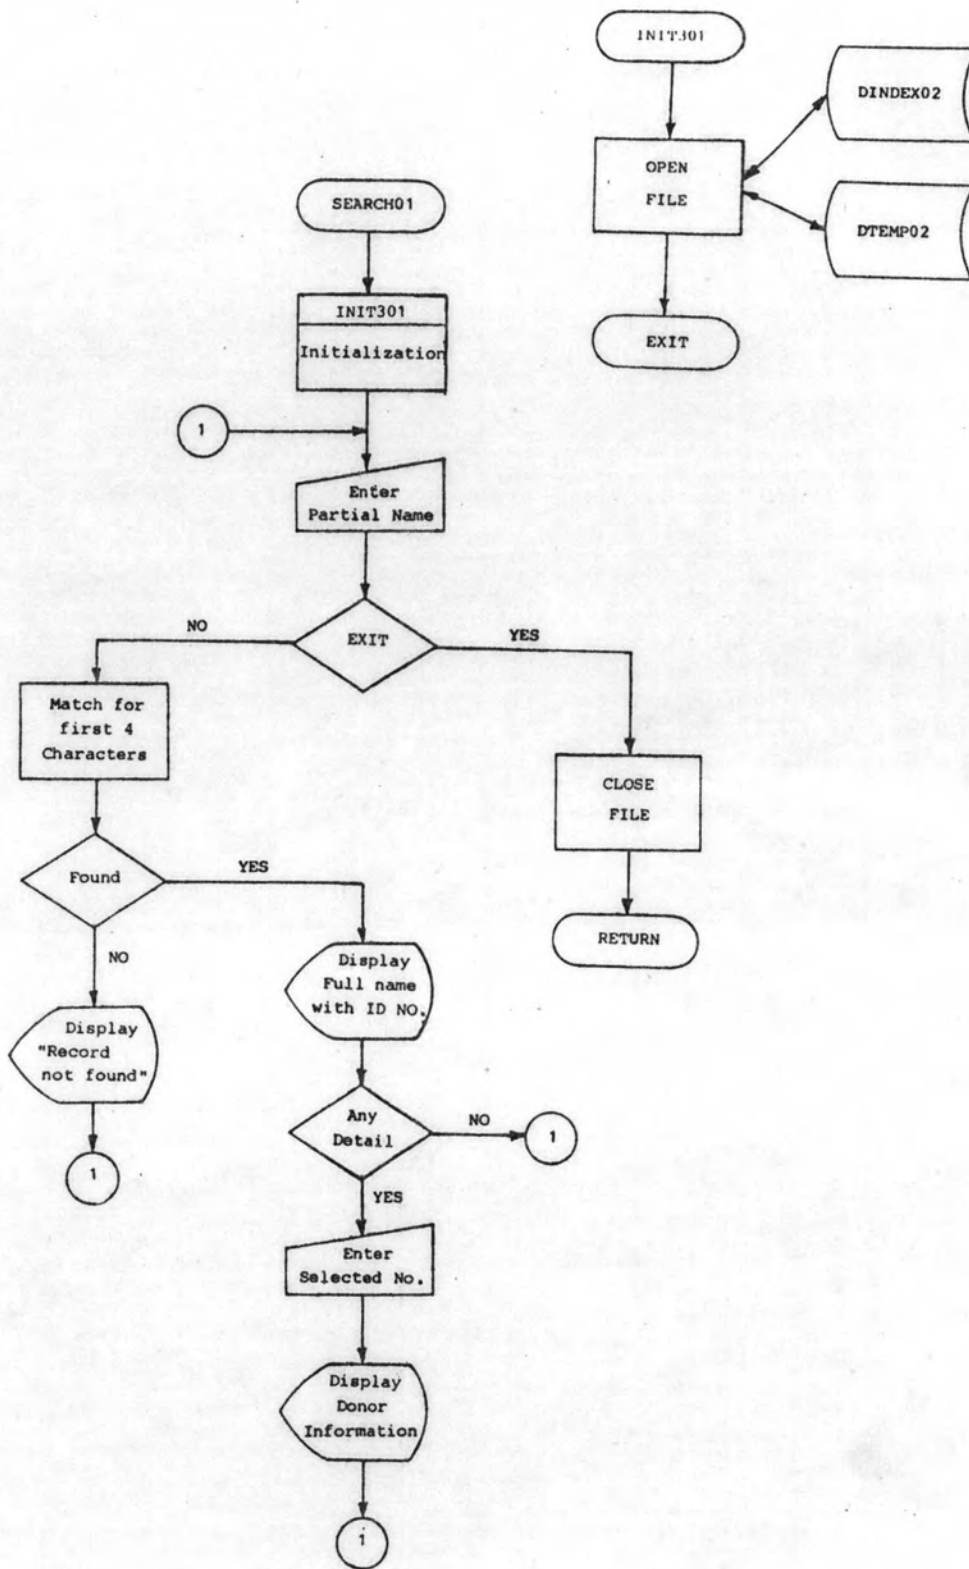 INIT301
DINDEX02
OPEN
FILE
DTEMP02
EXIT
SEARCH01
INIT301
Initialization
1
Enter
Partial Name
EXIT
NO
YES
Match for
first 4
Characters
CLOSE
FILE
RETURN
Found
YES
NO
Display
"Record
not found"
1
Display
Full name
with ID NO.
Any
Detail
NO
1
YES
Enter
Selected No.
Display
Donor
Information
1